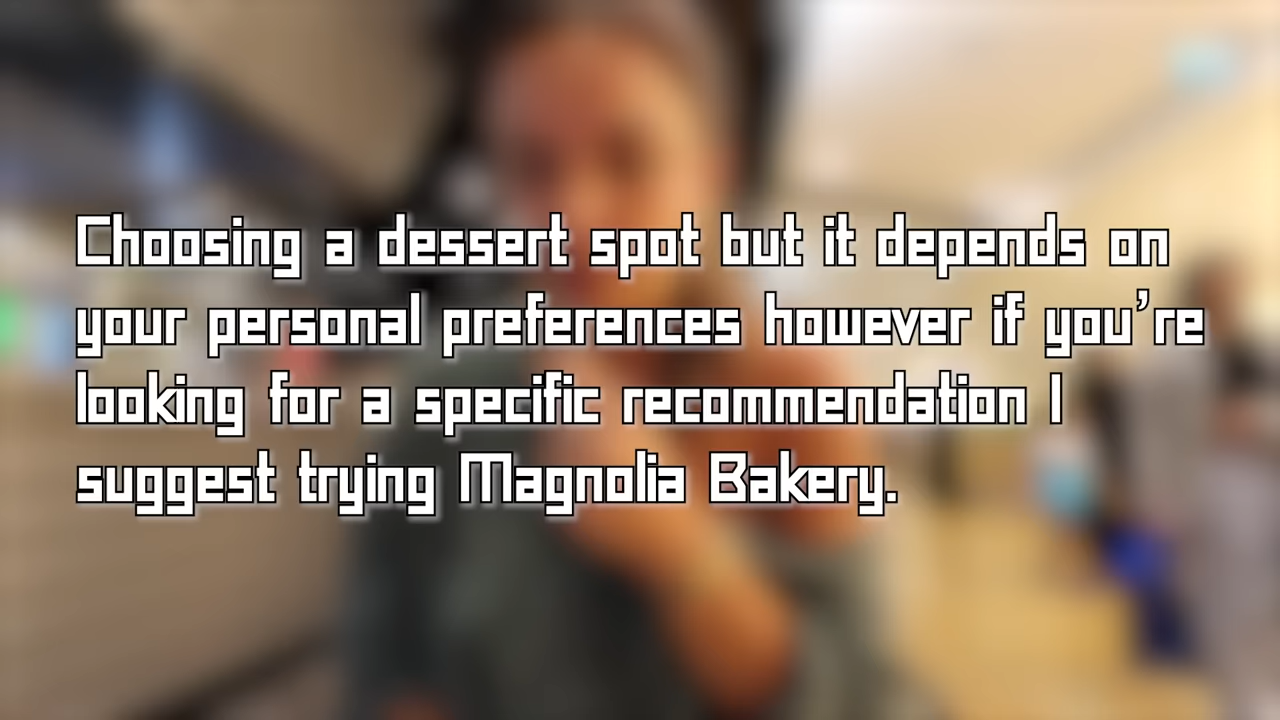 Choosing a dessert spot but it depends on
your personal preferences however if you're
looking for a specific recommendation I
suggest trying Magnolia Bakery.